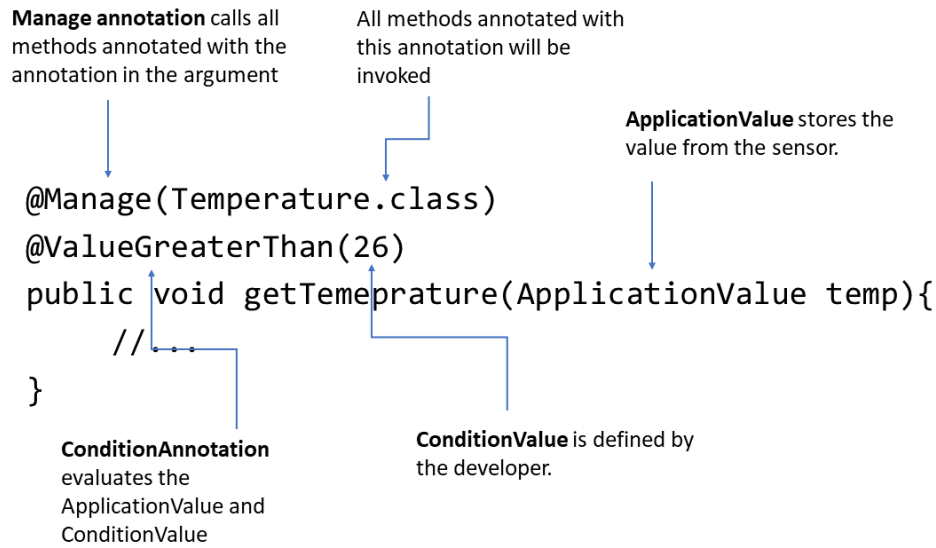 Manage annotation calls all
methods annotated with the
annotation in the argument
All methods annotated with
this annotation will be
invoked
ApplicationValue stores the
value from the sensor.
@Manage(Temperature.class)
@ValueGreaterThan(26)
public void getTemeprature(ApplicationValue temp){
//...
}
ConditionAnnotation
evaluates the
ApplicationValue and
ConditionValue
ConditionValue is defined by
the developer.